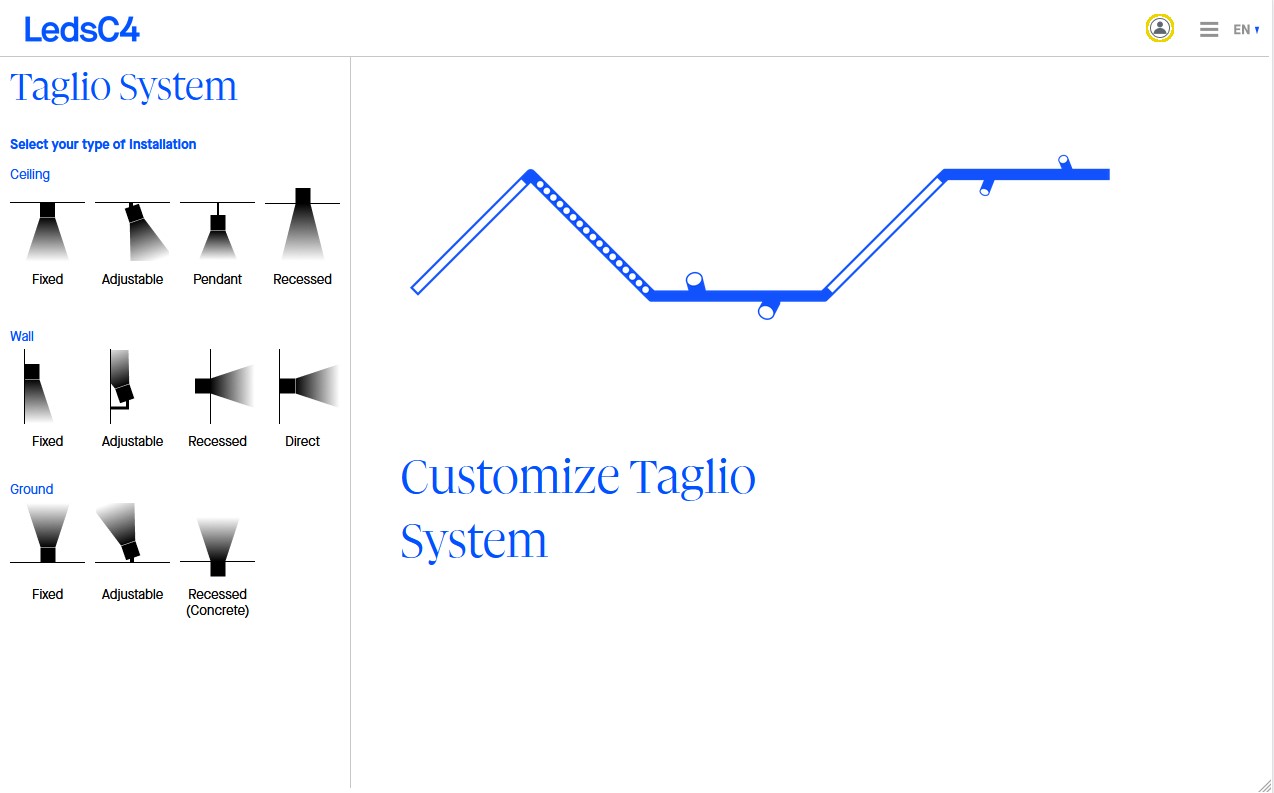 LedsC4
EN
Taglio System
Select your type of installation
Ceiling
Fixed
Adjustable
Pendant
Recessed
Wall
Fixed
Adjustable
Recessed
Direct
Ground
Fixed
Adjustable
Recessed
(Concrete)
Customize Taglio
System